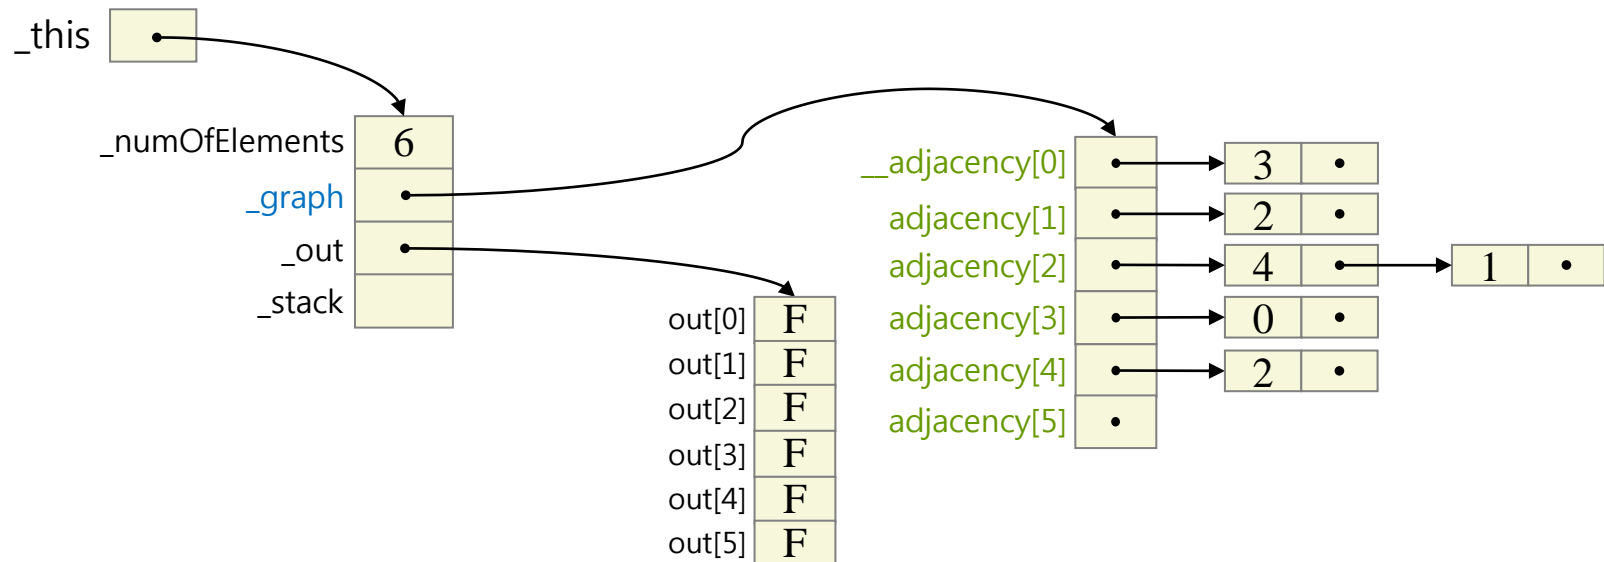 _this
_numOfElements 6
_graph
_out
_stack
out[0] F
out[1] F
out[2] F
out[3] F
out[4] F
out[5] F
__adjacency[0] 3
adjacency[1] 2
adjacency[2] 4 1
adjacency[3] 0
adjacency[4] 2
adjacency[5]